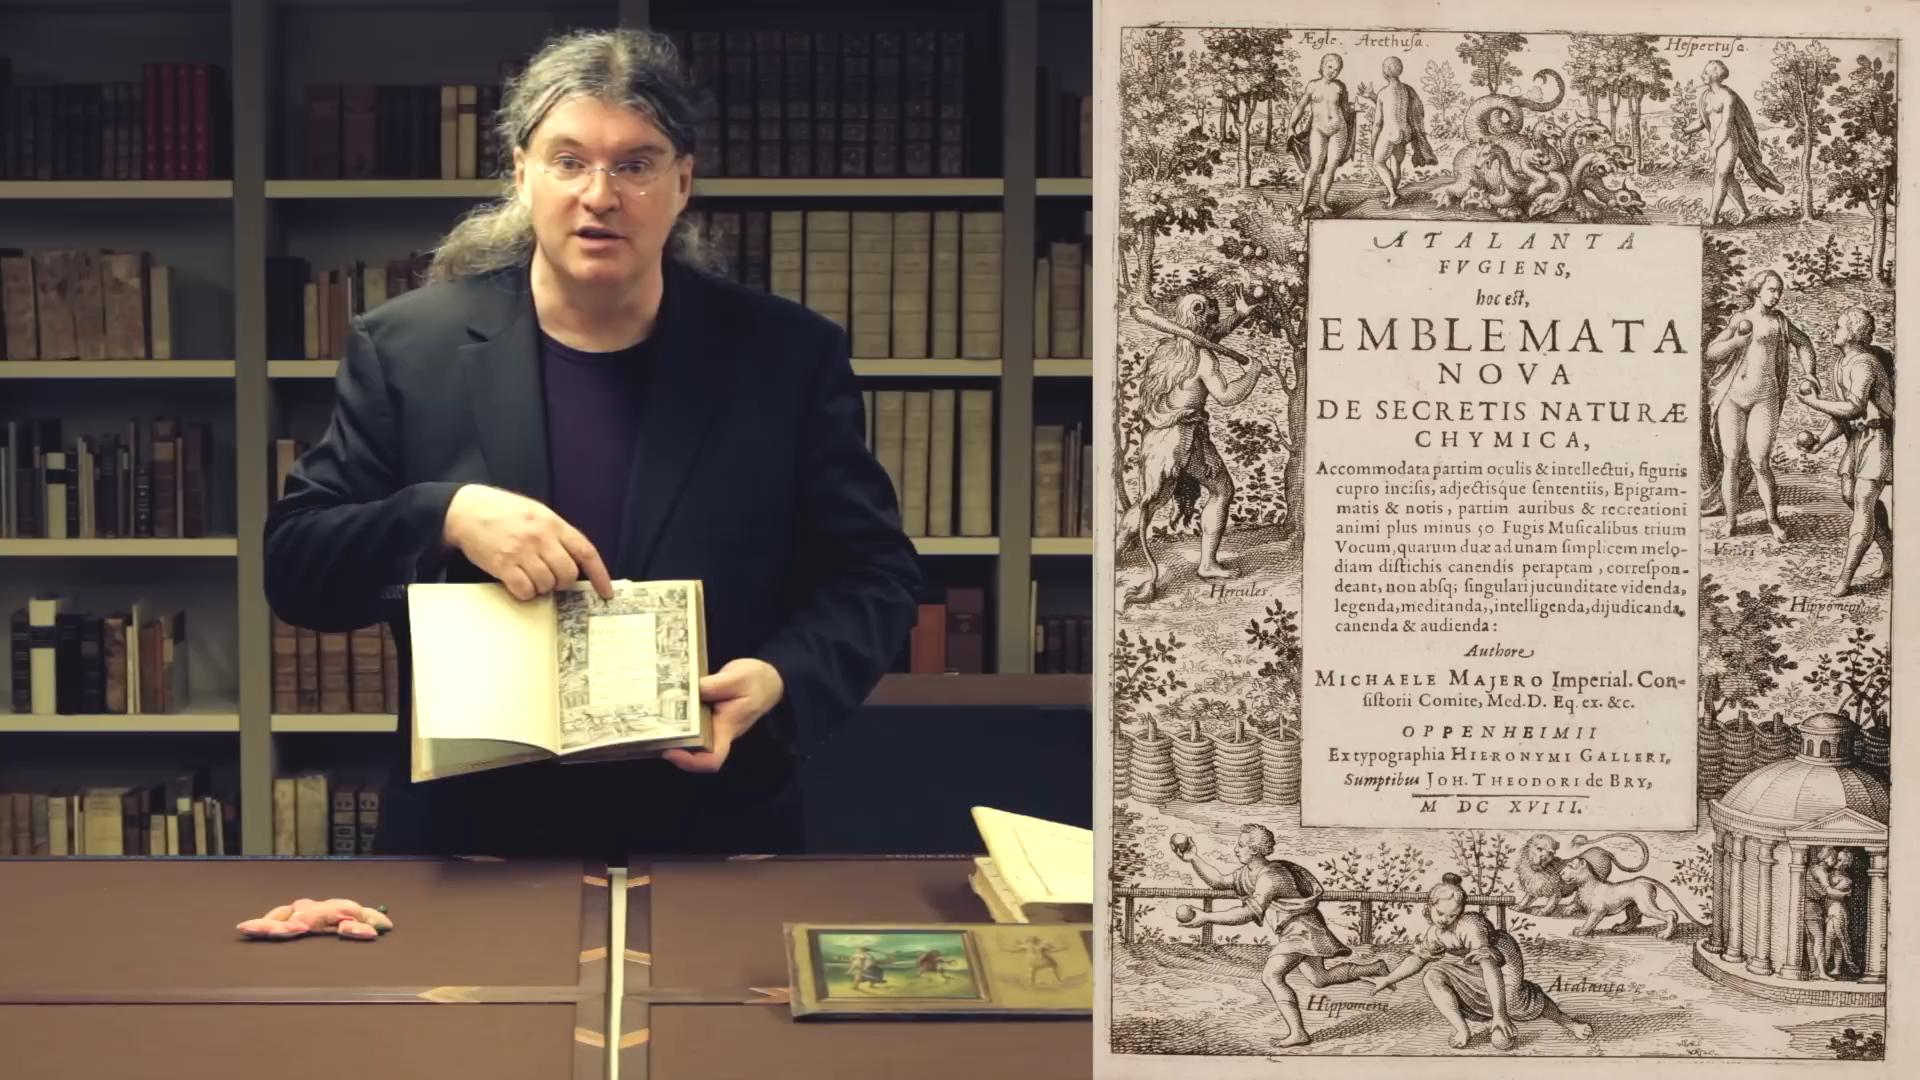 Ægle. Arethuſa.
Heſpertuſa.
ATALANTA
FVGIENS,
hoc eſt,
EMBLEMATA
NOVA
DE SECRETIS NATURÆ
CHYMICA,
Accommodata partim oculis & intellectui, figuris
cupro inciſis, adjectisque ſententiis, Epigram-
matis & notis, partim auribus & recreationi
animi plus minus 50 Fugis Muſicalibus trium
Vocum, quarum duæ ad unam ſimplicem melo-
diam diſtichis canendis peraptam, correſpon-
deant, non abſq; ſingulari jucunditate videnda,
legenda, meditanda, intelligenda, dijudicanda,
canenda & audienda:
Venus
Hercules.
Hippomenes
Authore
MICHAELE MAJERO Imperial. Con-
ſiſtorii Comite, Med. D. Eq. ex. &c.
OPPENHEIMII
Ex typographia HIERONYMI GALLERI,
Sumptibus JOH. THEODORI de BRY,
M DC XVIII.
Atalanta
Hippomene